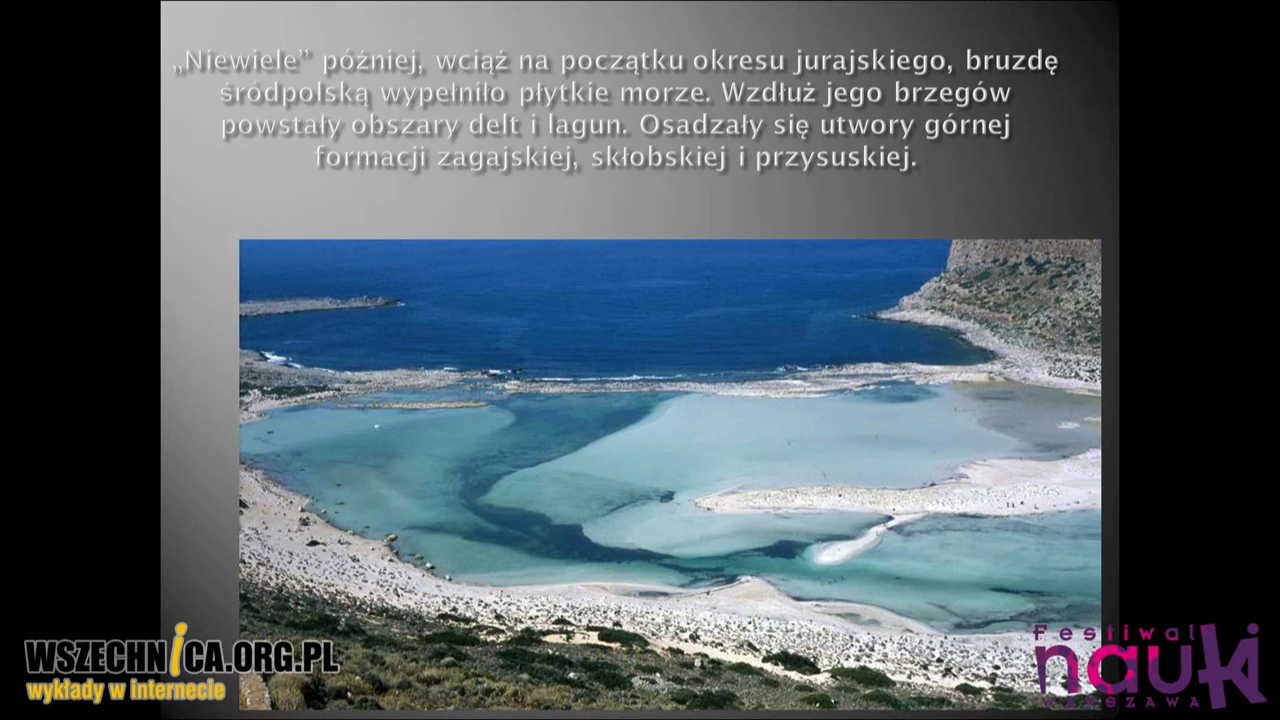 „Niewiele” później, wciąż na początku okresu jurajskiego, bruzdę
śródpolską wypełniło płytkie morze. Wzdłuż jego brzegów
powstały obszary delt i lagun. Osadzały się utwory górnej
formacji zagajskiej, skłobskiej i przysuskiej.
WSZECHNiCA.ORG.PL
wykłady w internecie
Festiwal
nauki
WARSZAWA